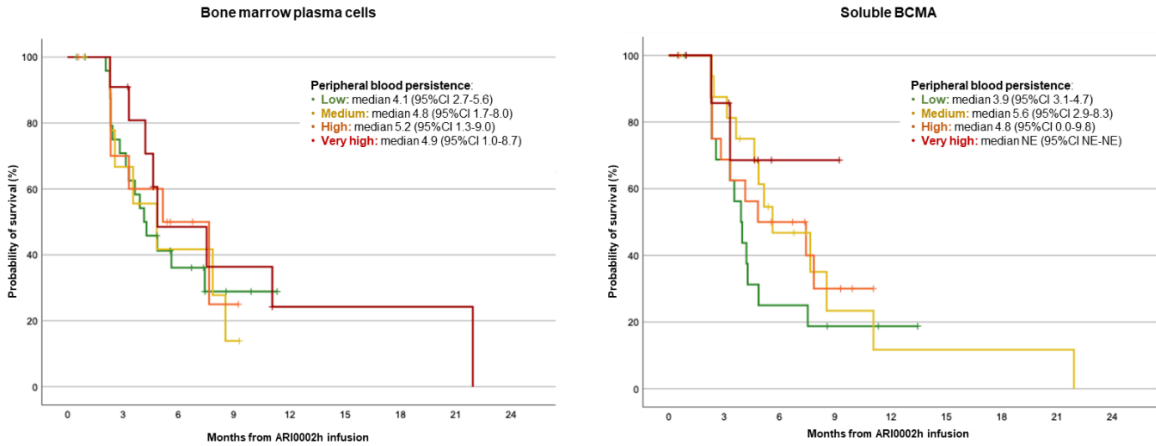 Bone marrow plasma cells
Probability of survival (%)
100
80
60
40
20
0
Peripheral blood persistence:
• Low: median 4.1 (95%CI 2.7-5.6)
• Medium: median 4.8 (95%CI 1.7-8.0)
• High: median 5.2 (95%CI 1.3-9.0)
• Very high: median 4.9 (95%CI 1.0-8.7)
0 3 6 9 12 15 18 21 24
Months from ARI0002h infusion
Soluble BCMA
Probability of survival (%)
100
80
60
40
20
0
Peripheral blood persistence:
• Low: median 3.9 (95%CI 3.1-4.7)
• Medium: median 5.6 (95%CI 2.9-8.3)
• High: median 4.8 (95%CI 0.0-9.8)
• Very high: median NE (95%CI NE-NE)
0 3 6 9 12 15 18 21 24
Months from ARI0002h infusion